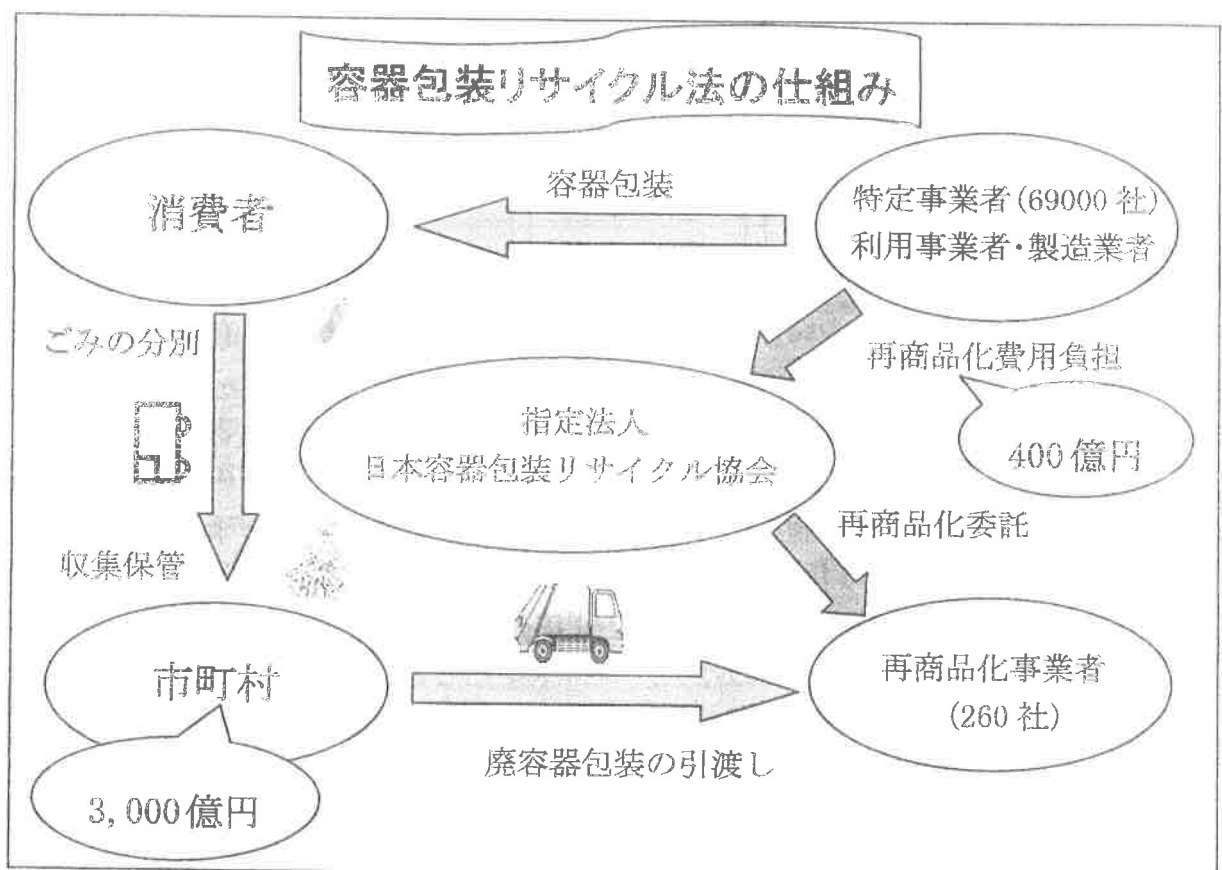 容器包装リサイクル法の仕組み
消費者
容器包装
特定事業者(69000社)
利用事業者・製造業者
ごみの分別
再商品化費用負担
400億円
指定法人
日本容器包装リサイクル協会
再商品化委託
収集保管
市町村
3,000億円
廃容器包装の引渡し
再商品化事業者
(260社)